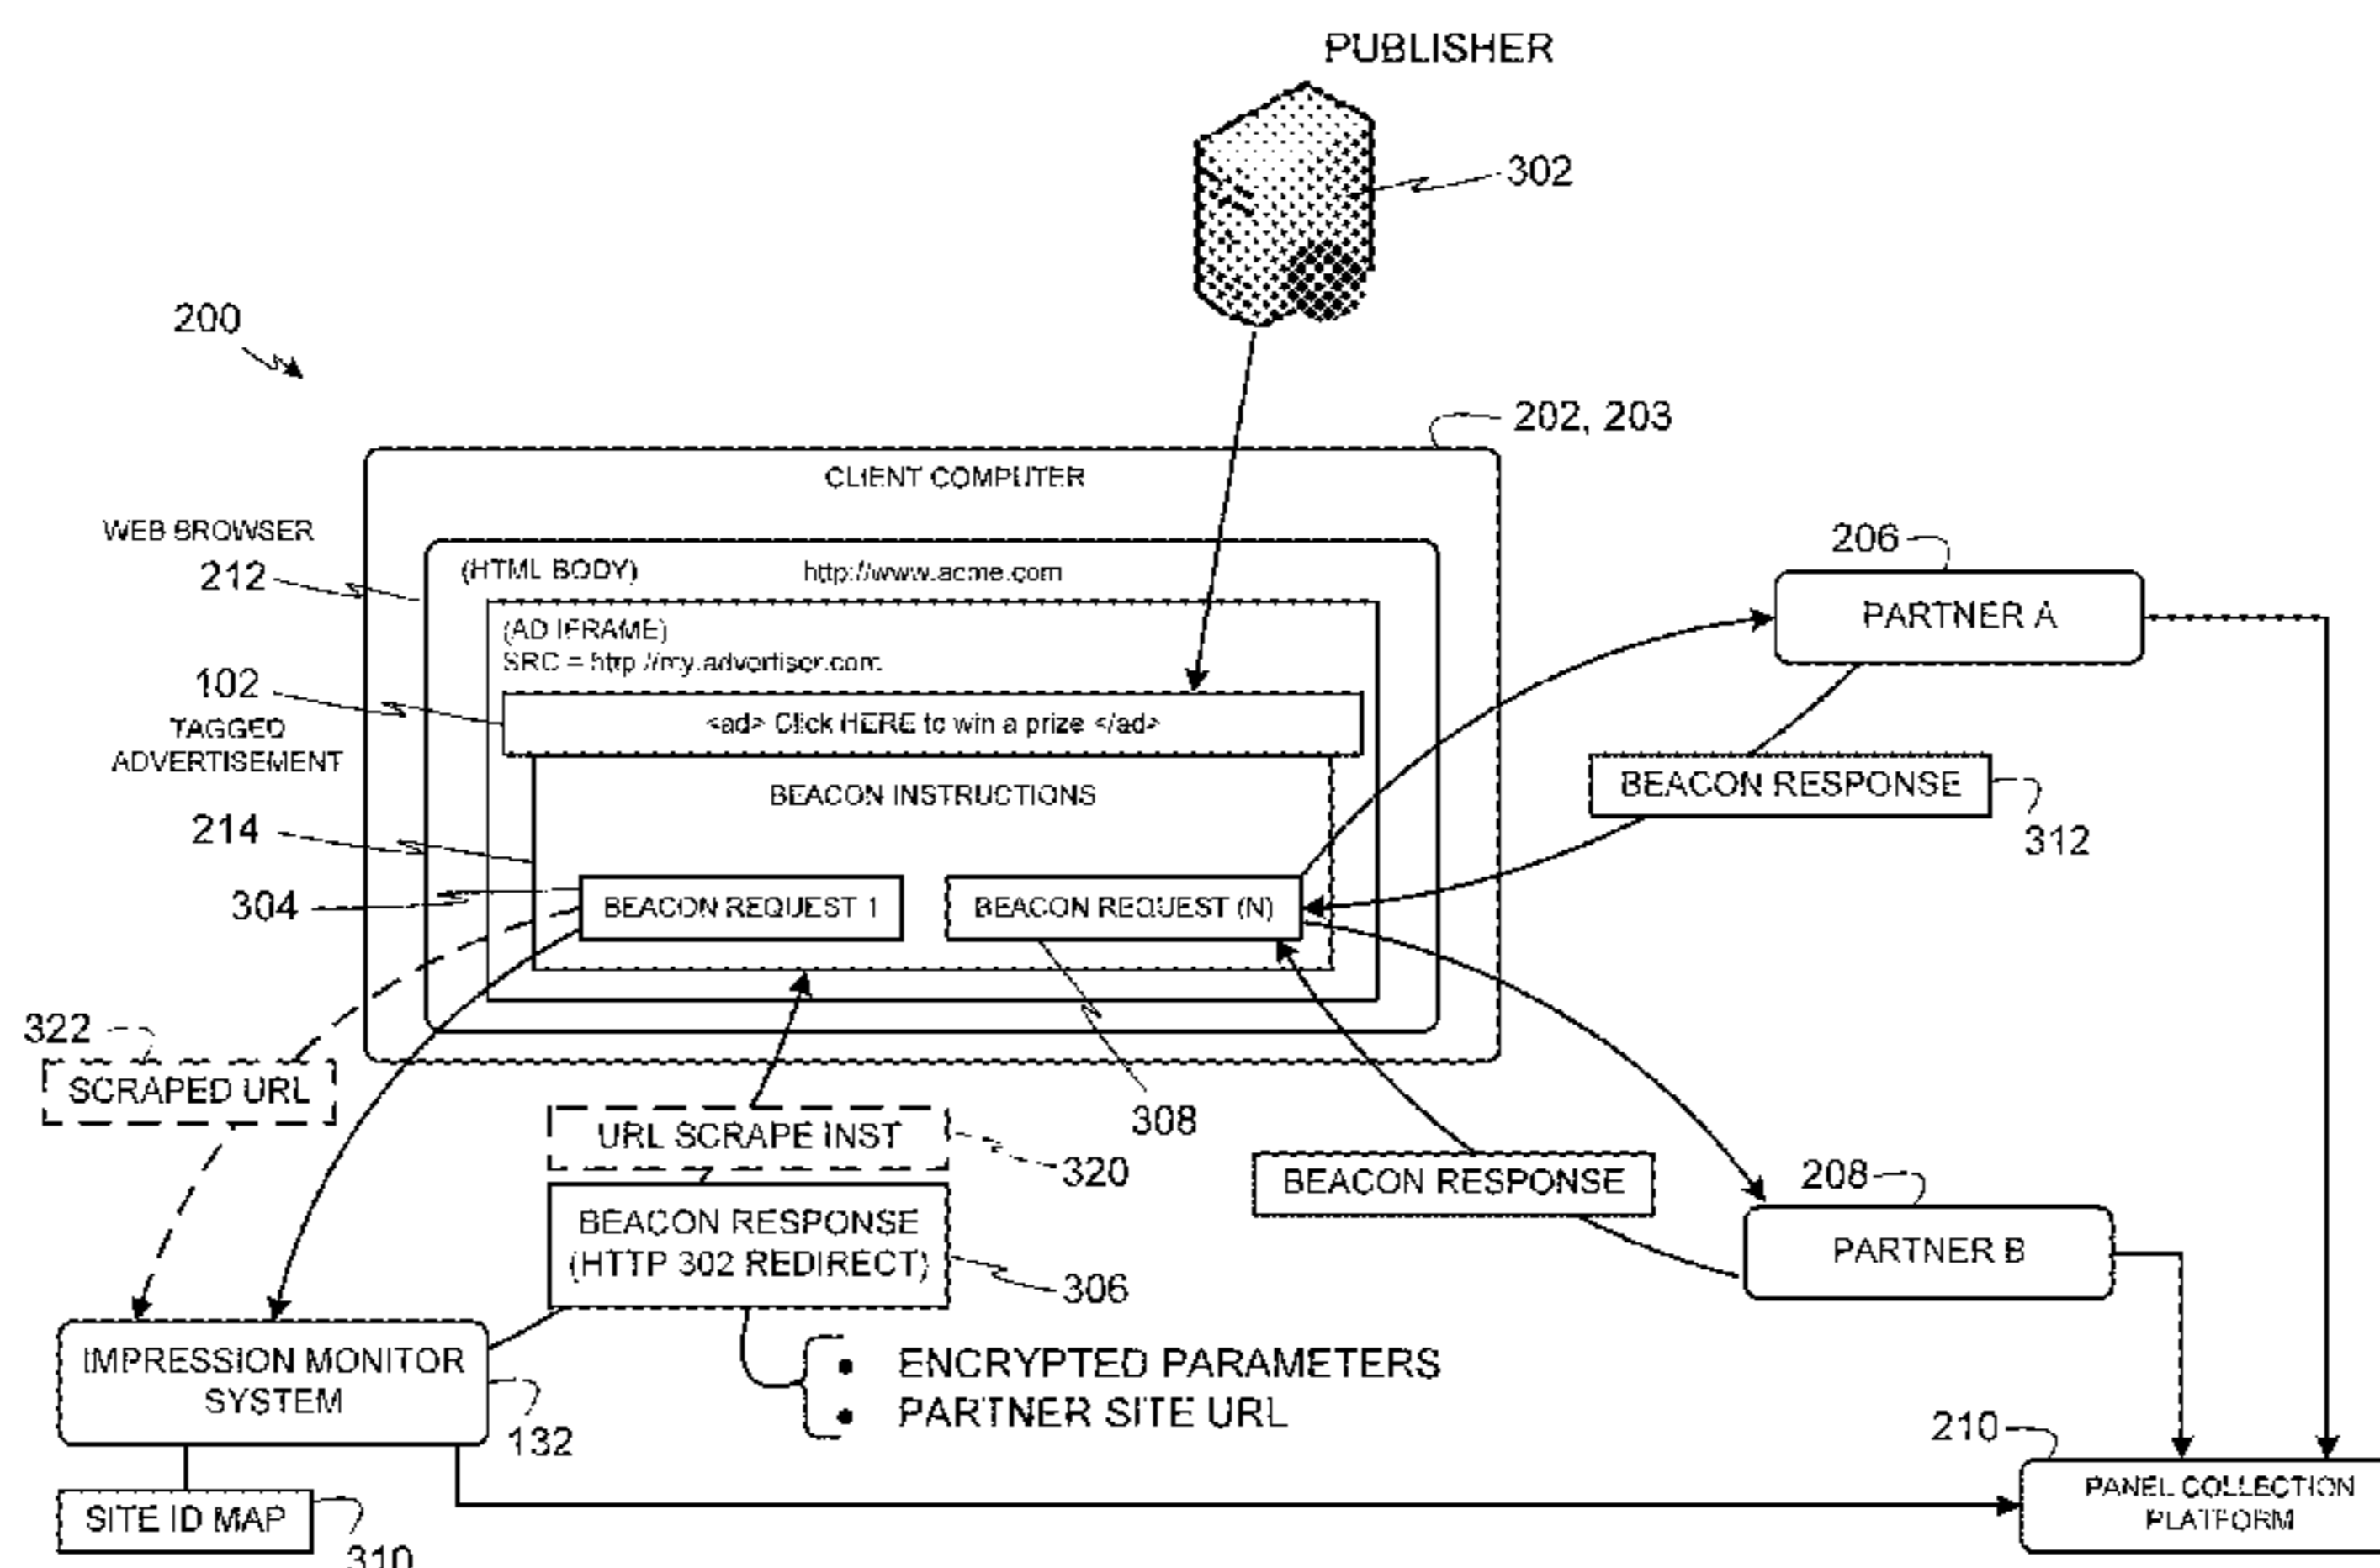 PUBLISHER
302
200
202, 203
CLIENT COMPUTER
WEB BROWSER
212
(HTML BODY) http://www.acme.com
206
PARTNER A
(AD IFRAME)
SRC = http://my.advertiser.com
102
<ad> Click HERE to win a prize </ad>
TAGGED
ADVERTISEMENT
BEACON INSTRUCTIONS
BEACON RESPONSE
312
214
304
BEACON REQUEST 1
BEACON REQUEST (N)
322
SCRAPED URL
308
URL SCRAPE INST
320
BEACON RESPONSE
208
PARTNER B
BEACON RESPONSE
(HTTP 302 REDIRECT)
306
IMPRESSION MONITOR
SYSTEM
132
• ENCRYPTED PARAMETERS
• PARTNER SITE URL
210
PANEL COLLECTION
PLATFORM
SITE ID MAP
310